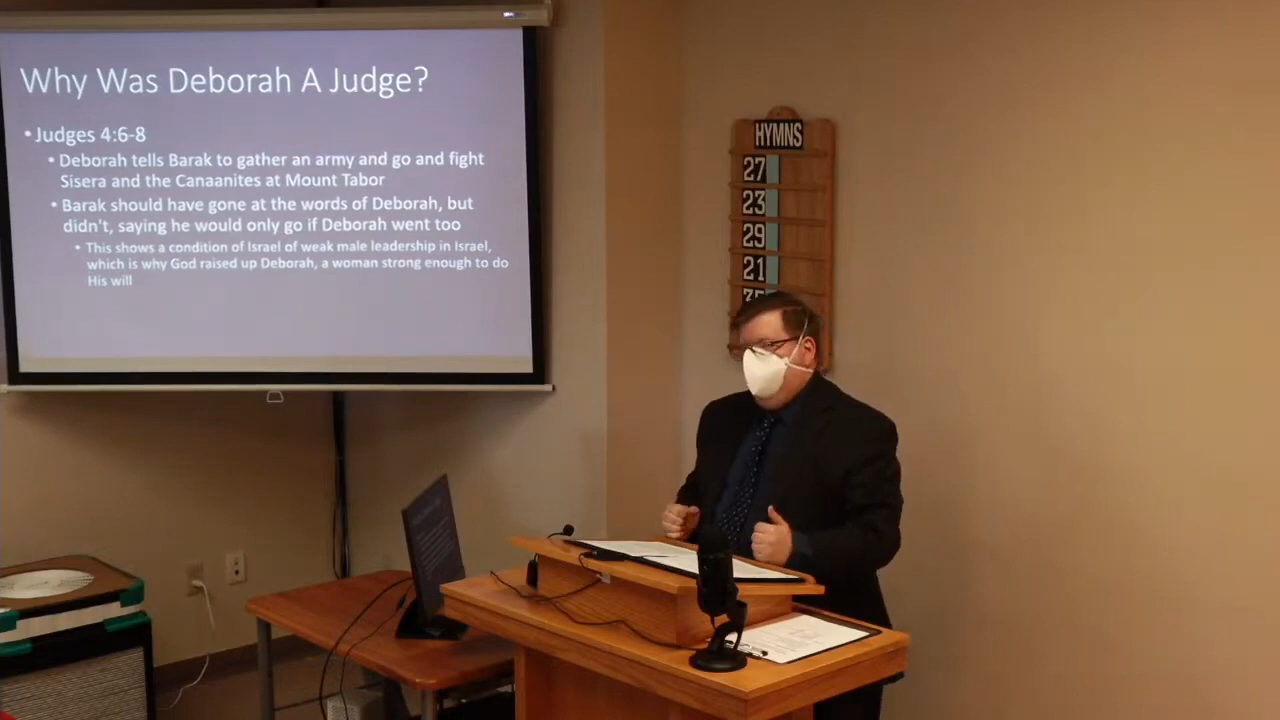 Why Was Deborah A Judge?
• Judges 4:6-8
• Deborah tells Barak to gather an army and go and fight
Sisera and the Canaanites at Mount Tabor
• Barak should have gone at the words of Deborah, but
didn't, saying he would only go if Deborah went too
• This shows a condition of Israel of weak male leadership in Israel,
which is why God raised up Deborah, a woman strong enough to do
His will
HYMNS
27
23
29
21